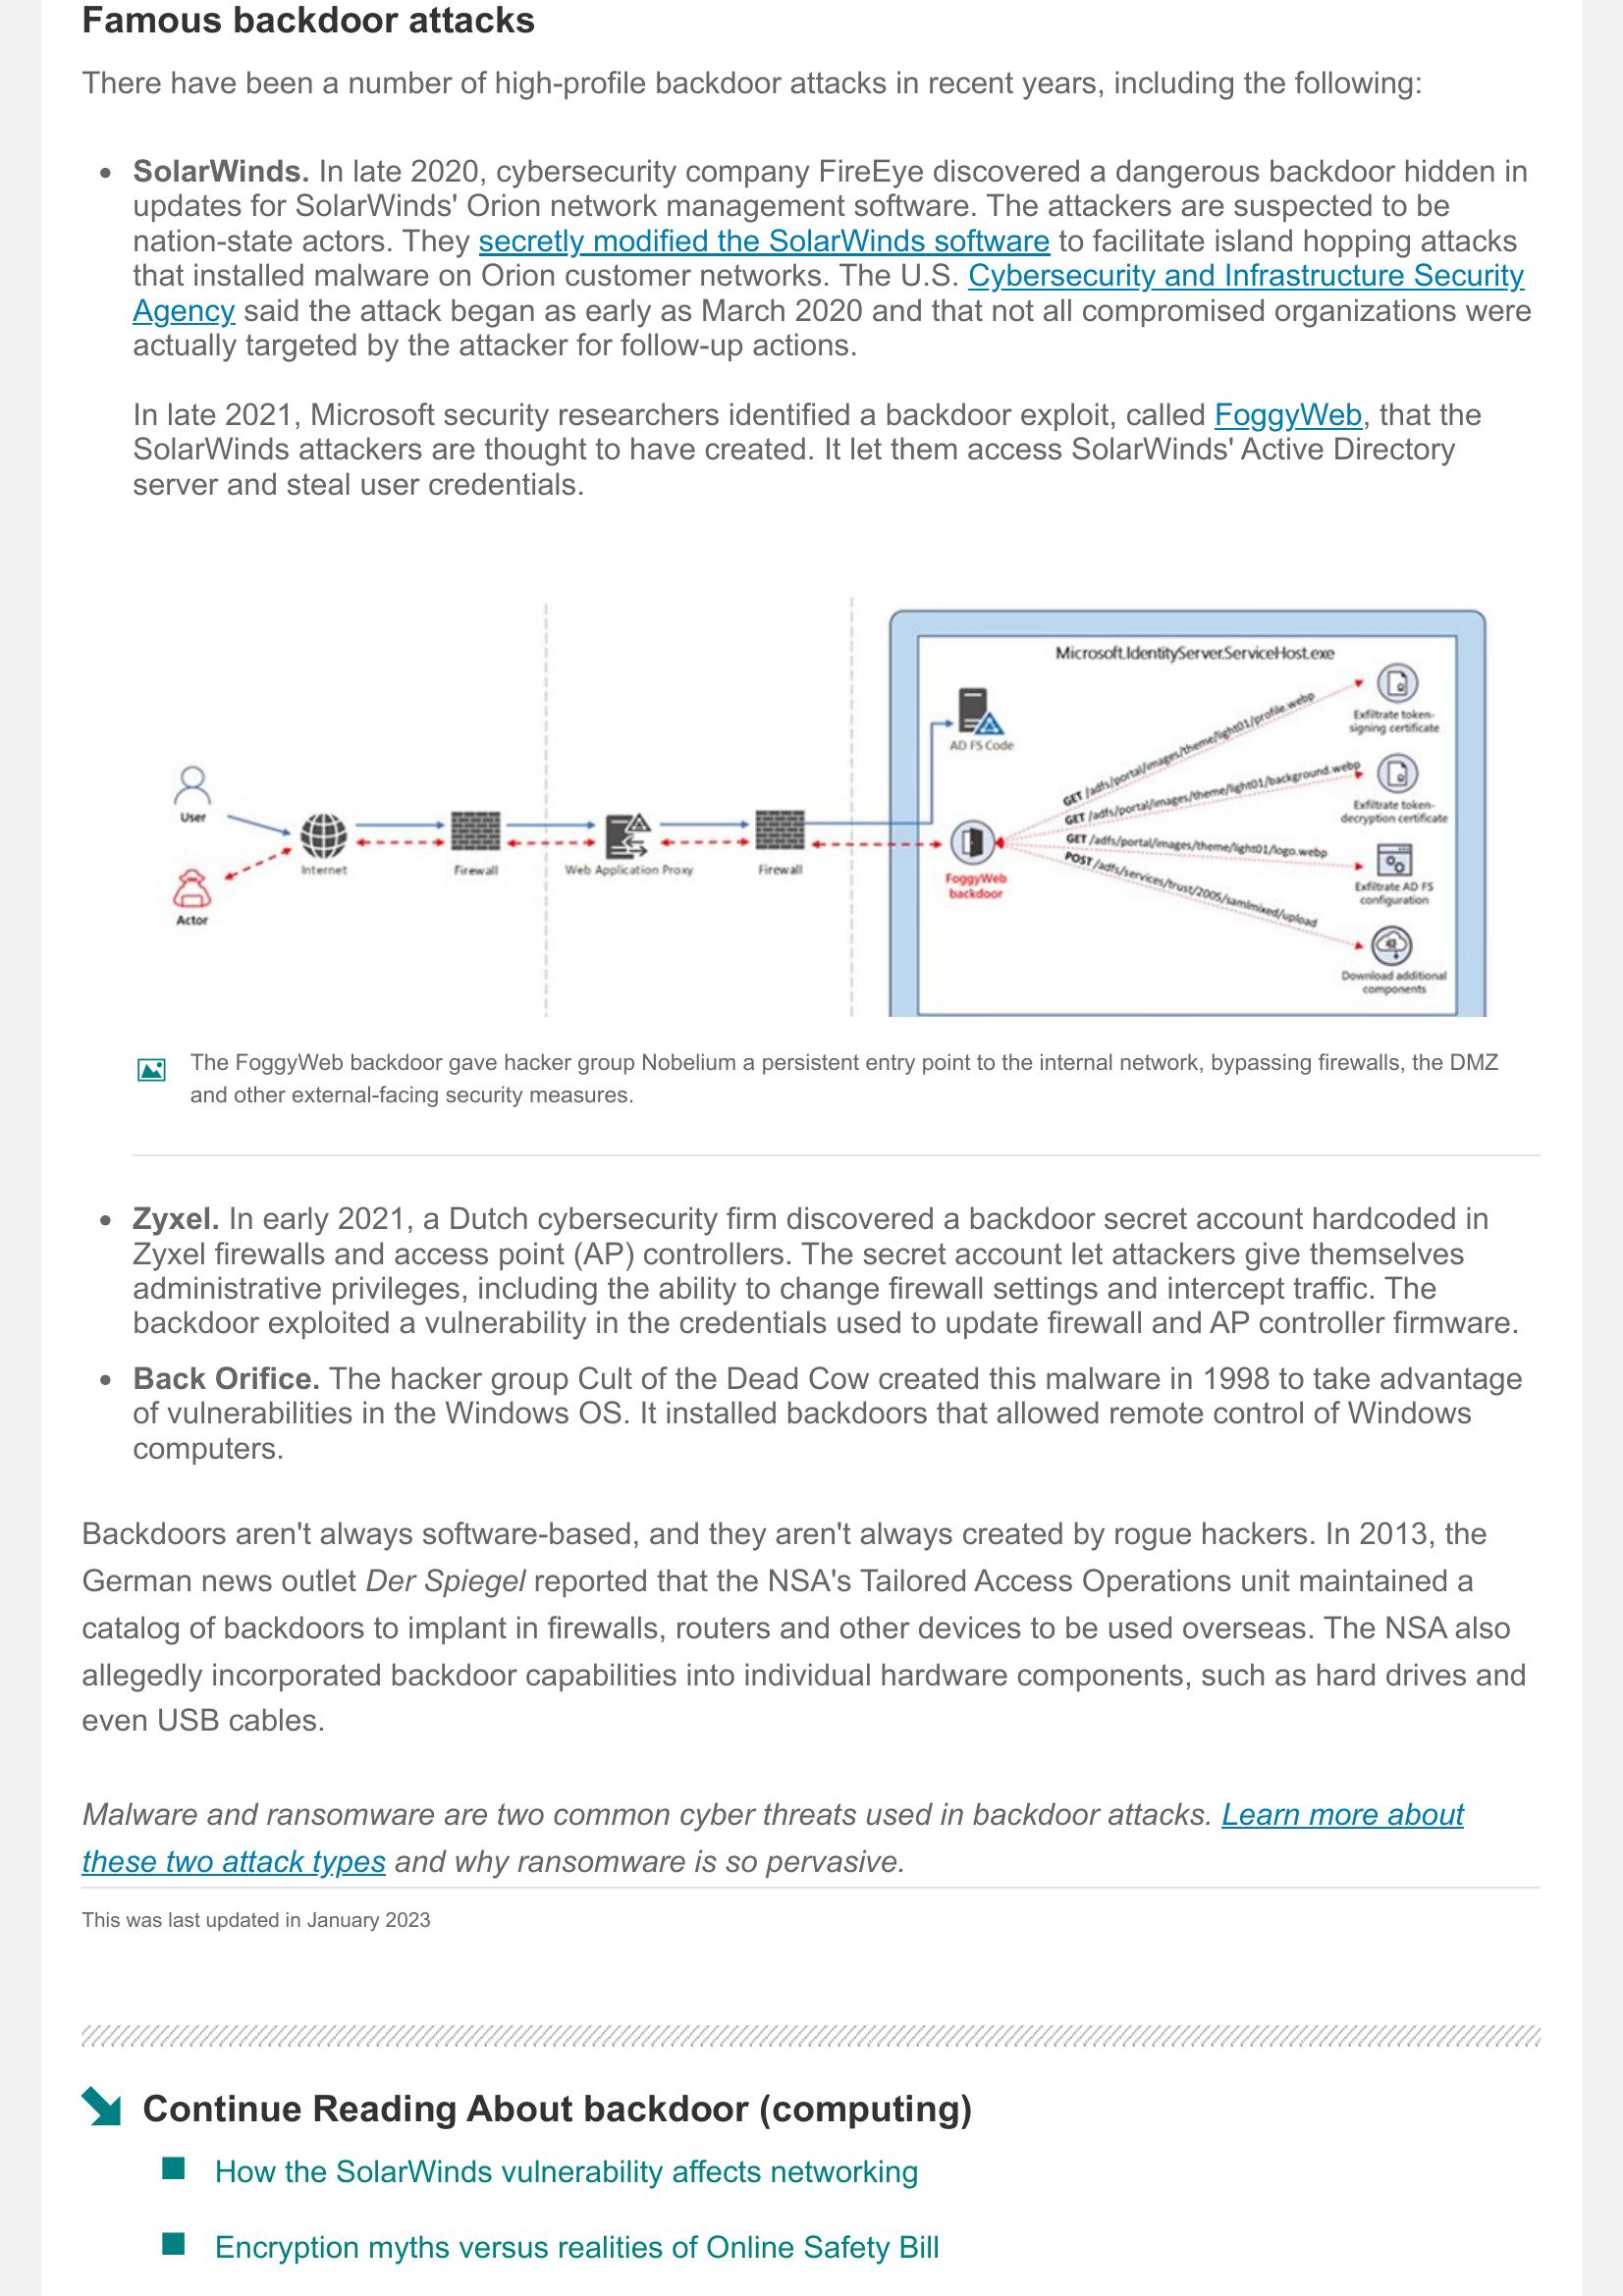 Famous backdoor attacks
There have been a number of high-profile backdoor attacks in recent years, including the following:
SolarWinds. In late 2020, cybersecurity company FireEye discovered a dangerous backdoor hidden in
updates for SolarWinds' Orion network management software. The attackers are suspected to be
nation-state actors. They secretly modified the SolarWinds software to facilitate island hopping attacks
that installed malware on Orion customer networks. The U.S. Cybersecurity and Infrastructure Security
Agency said the attack began as early as March 2020 and that not all compromised organizations were
actually targeted by the attacker for follow-up actions.
In late 2021, Microsoft security researchers identified a backdoor exploit, called FoggyWeb, that the
SolarWinds attackers are thought to have created. It let them access SolarWinds' Active Directory
server and steal user credentials.
Microsoft.IdentityServer.ServiceHost.exe
User
Actor
Internet
Firewall
Web Application Proxy
Firewall
AD FS Code
FoggyWeb
backdoor
GET /adfs/portal/images/theme/light01/profile.webp
GET /adfs/portal/images/theme/light01/background.webp
GET /adfs/portal/images/theme/light01/logo.webp
POST /adfs/services/trust/2005/samlmixed/upload
Exfiltrate token-
signing certificate
Exfiltrate token-
decryption certificate
Exfiltrate AD FS
configuration
Download additional
components
The FoggyWeb backdoor gave hacker group Nobelium a persistent entry point to the internal network, bypassing firewalls, the DMZ
and other external-facing security measures.
Zyxel. In early 2021, a Dutch cybersecurity firm discovered a backdoor secret account hardcoded in
Zyxel firewalls and access point (AP) controllers. The secret account let attackers give themselves
administrative privileges, including the ability to change firewall settings and intercept traffic. The
backdoor exploited a vulnerability in the credentials used to update firewall and AP controller firmware.
Back Orifice. The hacker group Cult of the Dead Cow created this malware in 1998 to take advantage
of vulnerabilities in the Windows OS. It installed backdoors that allowed remote control of Windows
computers.
Backdoors aren't always software-based, and they aren't always created by rogue hackers. In 2013, the
German news outlet Der Spiegel reported that the NSA's Tailored Access Operations unit maintained a
catalog of backdoors to implant in firewalls, routers and other devices to be used overseas. The NSA also
allegedly incorporated backdoor capabilities into individual hardware components, such as hard drives and
even USB cables.
Malware and ransomware are two common cyber threats used in backdoor attacks. Learn more about
these two attack types and why ransomware is so pervasive.
This was last updated in January 2023
Continue Reading About backdoor (computing)
How the SolarWinds vulnerability affects networking
Encryption myths versus realities of Online Safety Bill